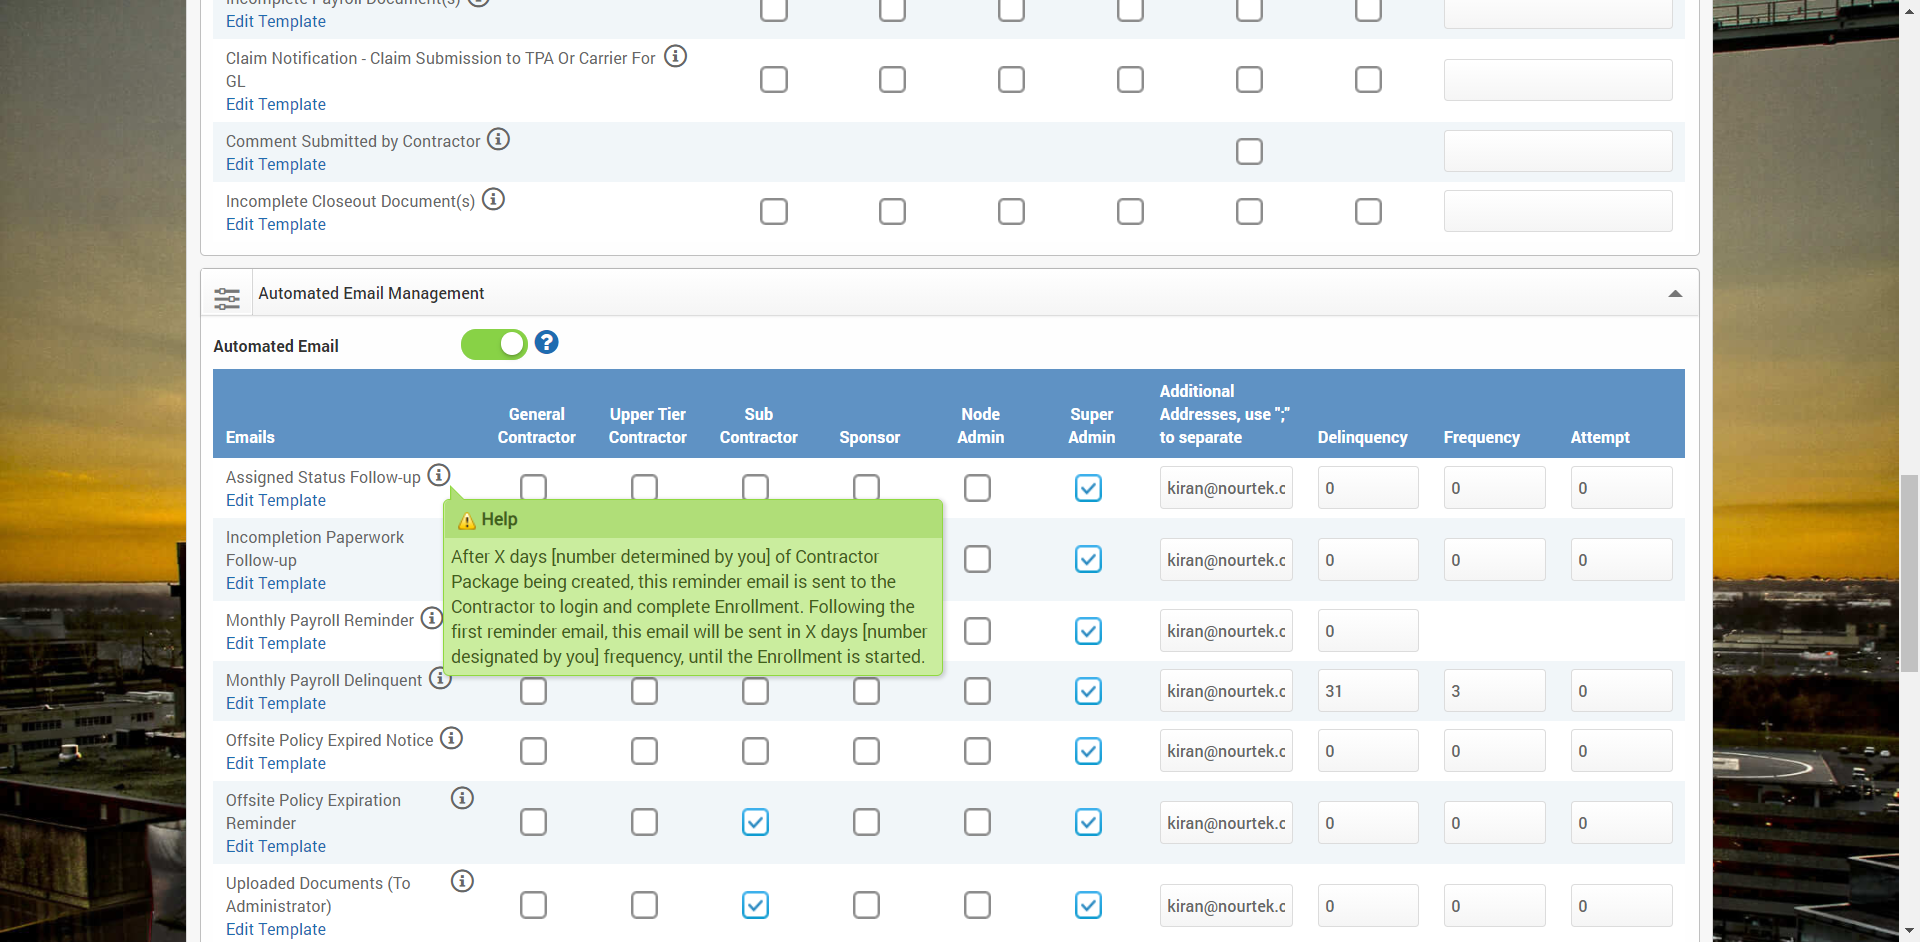 Incomplete Payroll Document(s)
Edit Template
Claim Notification - Claim Submission to TPA Or Carrier For
GL
Edit Template
Comment Submitted by Contractor
Edit Template
Incomplete Closeout Document(s)
Edit Template
Automated Email Management
Automated Email
Emails
General
Contractor
Upper Tier
Contractor
Sub
Contractor
Sponsor
Node
Admin
Super
Admin
Additional
Addresses, use ";"
to separate
Delinquency
Frequency
Attempt
Assigned Status Follow-up
Edit Template
kiran@nourtek.c
0
0
0
Help
After X days [number determined by you] of Contractor
Package being created, this reminder email is sent to the
Contractor to login and complete Enrollment. Following the
first reminder email, this email will be sent in X days [number
designated by you] frequency, until the Enrollment is started.
Incompletion Paperwork
Follow-up
Edit Template
kiran@nourtek.c
0
0
0
Monthly Payroll Reminder
Edit Template
kiran@nourtek.c
0
Monthly Payroll Delinquent
Edit Template
kiran@nourtek.c
31
3
0
Offsite Policy Expired Notice
Edit Template
kiran@nourtek.c
0
0
0
Offsite Policy Expiration
Reminder
Edit Template
kiran@nourtek.c
0
0
0
Uploaded Documents (To
Administrator)
Edit Template
kiran@nourtek.c
0
0
0